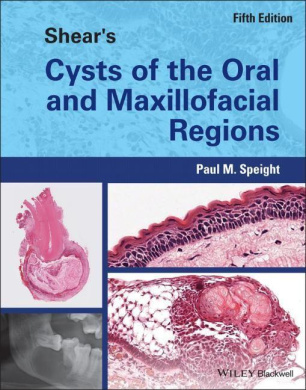 Fifth Edition
Shear's
Cysts of the Oral
and Maxillofacial
Regions
Paul M. Speight
WILEY Blackwell